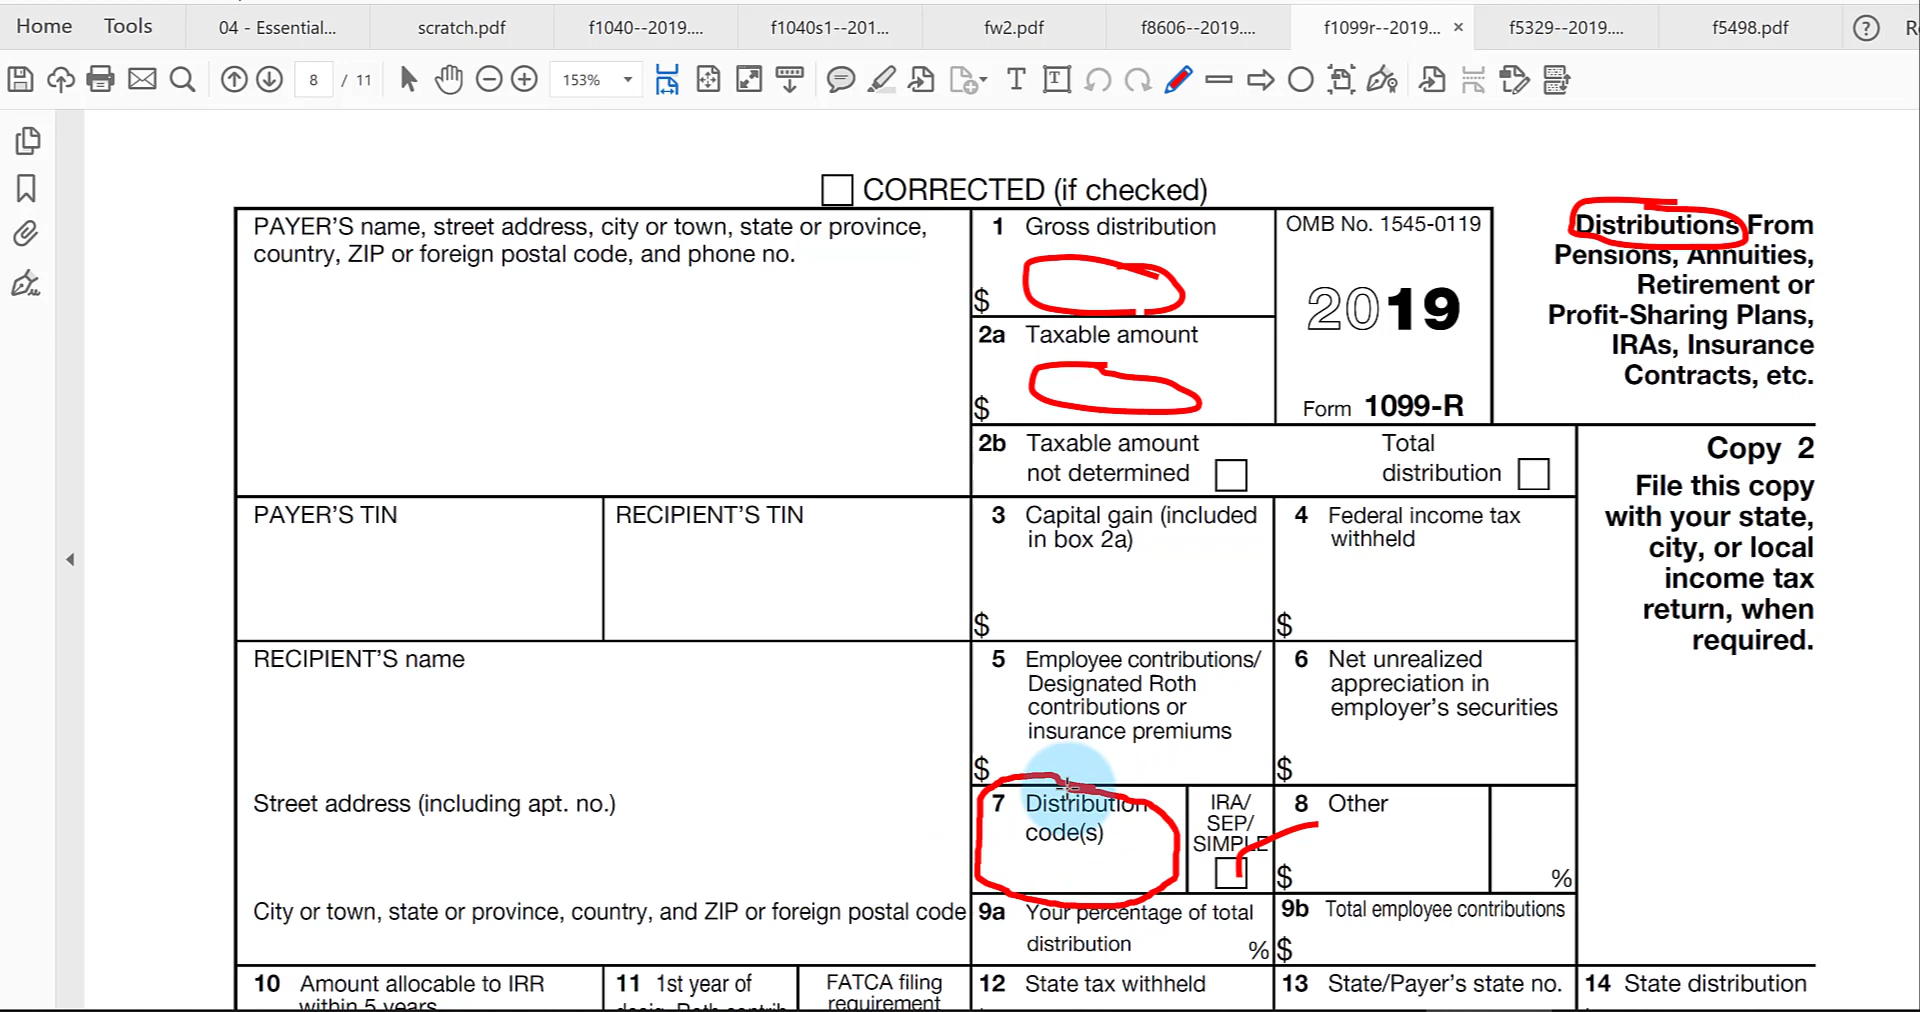 Home Tools 04 - Essential... scratch.pdf f1040--2019.... f1040s1--201... fw2.pdf f8606--2019.... f1099r--2019... × f5329--2019.... f5498.pdf ?
8 / 11 153%
CORRECTED (if checked)
PAYER'S name, street address, city or town, state or province,
country, ZIP or foreign postal code, and phone no.
1 Gross distribution
$
2a Taxable amount
$
OMB No. 1545-0119
2019
Form 1099-R
Distributions From
Pensions, Annuities,
Retirement or
Profit-Sharing Plans,
IRAs, Insurance
Contracts, etc.
2b Taxable amount
not determined
Total
distribution
Copy 2
File this copy
with your state,
city, or local
income tax
return, when
required.
PAYER'S TIN
RECIPIENT'S TIN
3 Capital gain (included
in box 2a)
$
4 Federal income tax
withheld
$
RECIPIENT'S name
5 Employee contributions/
Designated Roth
contributions or
insurance premiums
$
6 Net unrealized
appreciation in
employer's securities
$
Street address (including apt. no.)
7 Distribution
code(s)
IRA/
SEP/
SIMPLE
8 Other
$
%
City or town, state or province, country, and ZIP or foreign postal code
9a Your percentage of total
distribution %
9b Total employee contributions
$
10 Amount allocable to IRR
within 5 years
11 1st year of
desig. Roth contrib
FATCA filing
requirement
12 State tax withheld
13 State/Payer's state no.
14 State distribution